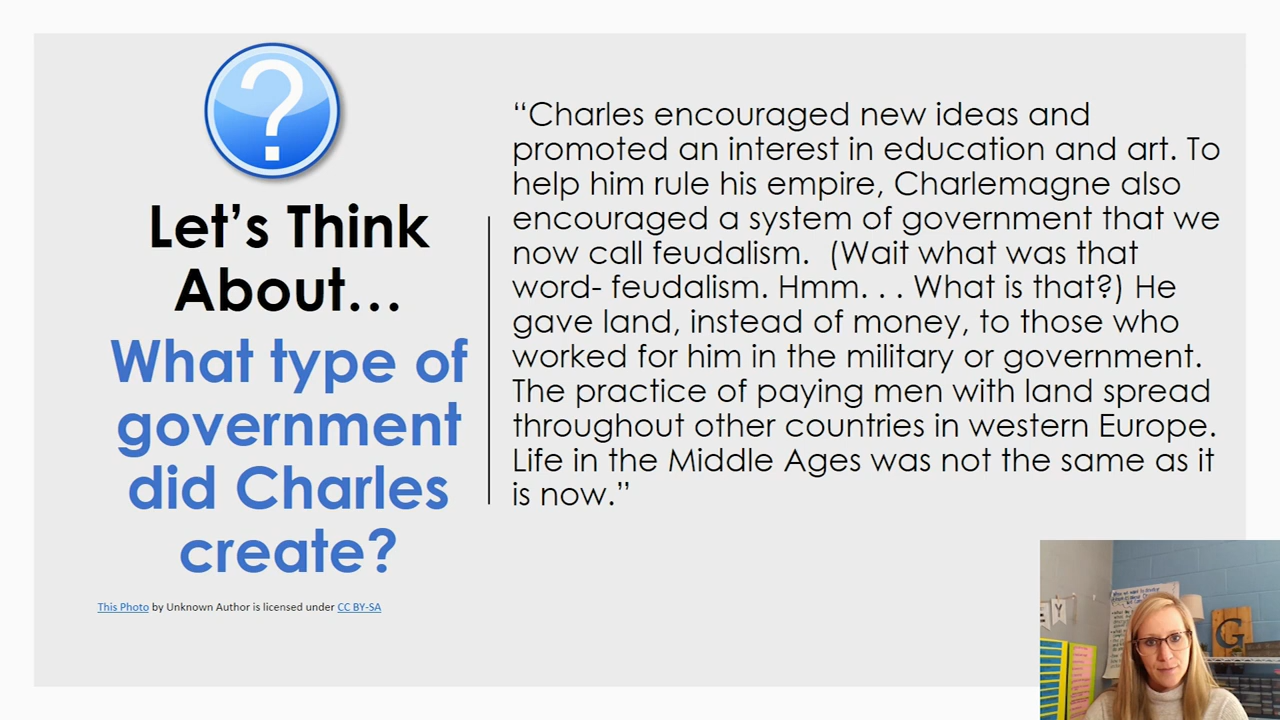 Let's Think
About...
What type of
government
did Charles
create?
This Photo by Unknown Author is licensed under CC BY-SA
“Charles encouraged new ideas and
promoted an interest in education and art. To
help him rule his empire, Charlemagne also
encouraged a system of government that we
now call feudalism.  (Wait what was that
word- feudalism. Hmm. . . What is that?) He
gave land, instead of money, to those who
worked for him in the military or government.
The practice of paying men with land spread
throughout other countries in western Europe.
Life in the Middle Ages was not the same as it
is now.”
G